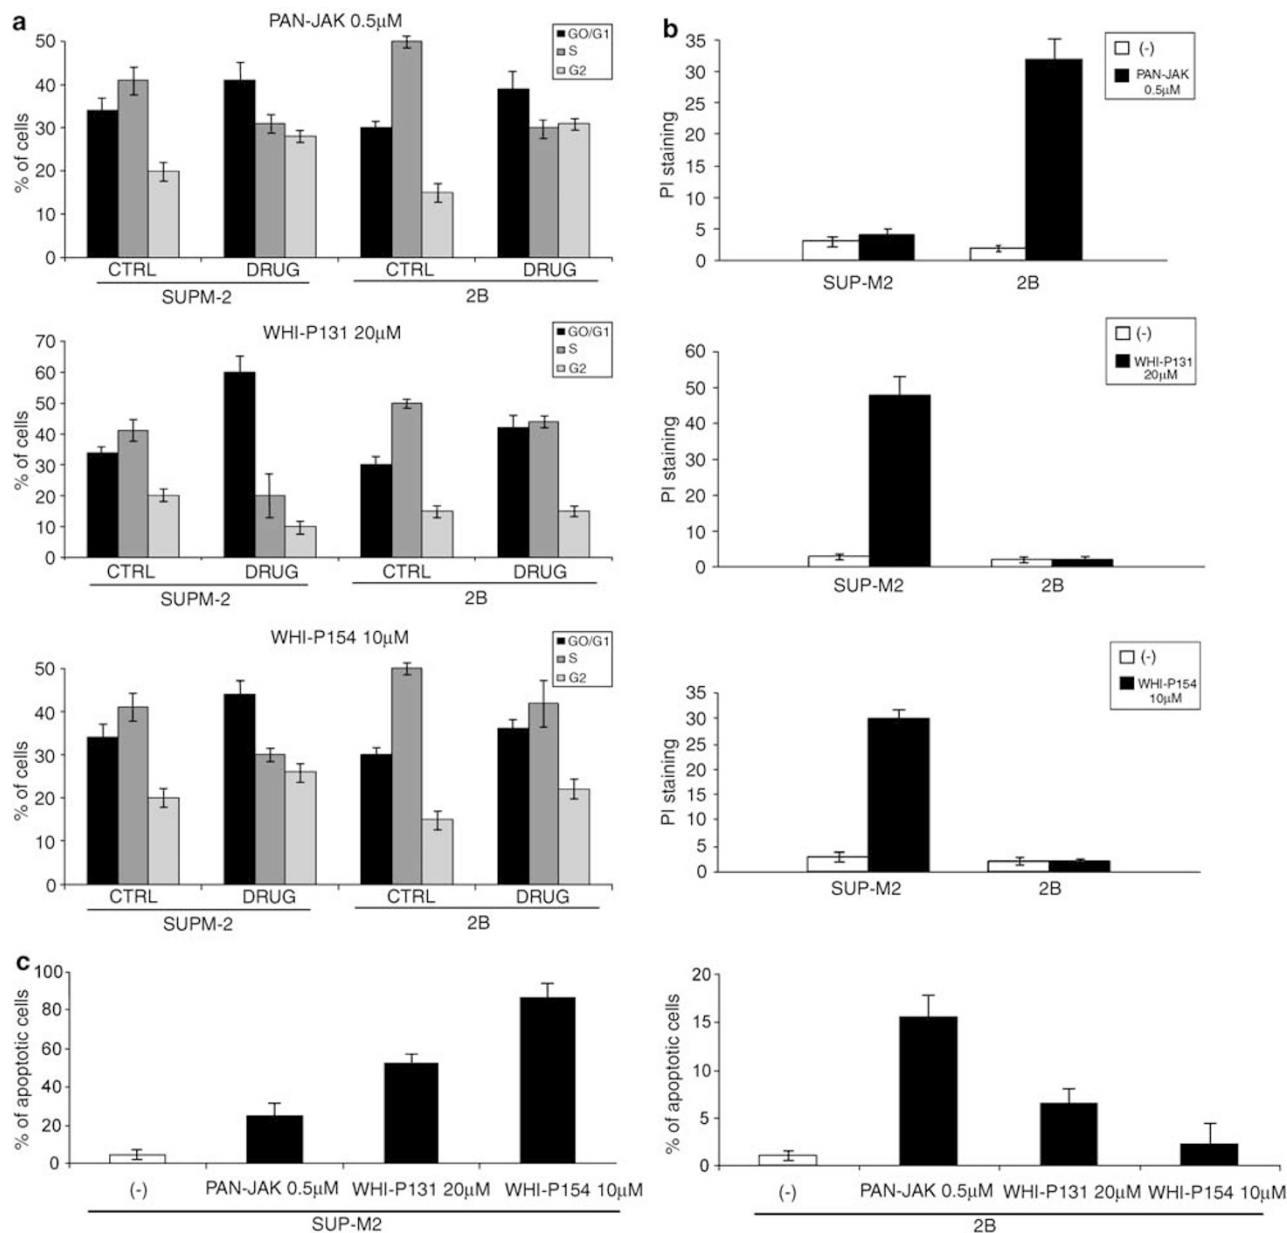 a
PAN-JAK 0.5µM
50
40
30
20
10
0
% of cells
GO/G1
S
G2
CTRL DRUG CTRL DRUG
SUPM-2 2B
b
35
30
25
20
15
10
5
0
PI staining
(-)
PAN-JAK
0.5µM
SUP-M2 2B
WHI-P131 20µM
70
60
50
40
30
20
10
0
% of cells
GO/G1
S
G2
CTRL DRUG CTRL DRUG
SUPM-2 2B
60
50
40
30
20
10
0
PI staining
(-)
WHI-P131
20µM
SUP-M2 2B
WHI-P154 10µM
50
40
30
20
10
0
% of cells
GO/G1
S
G2
CTRL DRUG CTRL DRUG
SUPM-2 2B
35
30
25
20
15
10
5
0
PI staining
(-)
WHI-P154
10µM
SUP-M2 2B
c
100
80
60
40
20
0
% of apoptotic cells
(-) PAN-JAK 0.5µM WHI-P131 20µM WHI-P154 10µM
SUP-M2
20
15
10
5
0
% of apoptotic cells
(-) PAN-JAK 0.5µM WHI-P131 20µM WHI-P154 10µM
2B